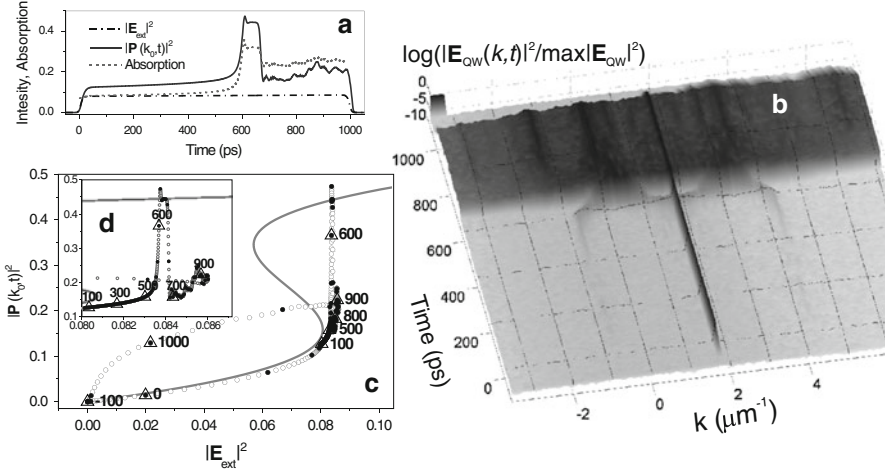 a
Intesity, Absorption
0.4
0.2
0.0
|E_ext|²
|P(k₀,t)|²
Absorption
0 200 400 600 800 1000
Time (ps)
log(|E_QW(k,t)|²/max|E_QW|²)
0
-5
-10
b
1000
800
600
400
200
0
Time (ps)
-2 0 2 4
k (μm⁻¹)
0.5
0.4
0.3
0.2
0.1
0.0
|P(k₀,t)|²
0.5
0.4
0.3
0.2
0.1
d
600
900
100 300 500 700
0.080 0.082 0.084 0.086
600
900
800
500
100
1000
-100
0
c
0.00 0.02 0.04 0.06 0.08 0.10
|E_ext|²